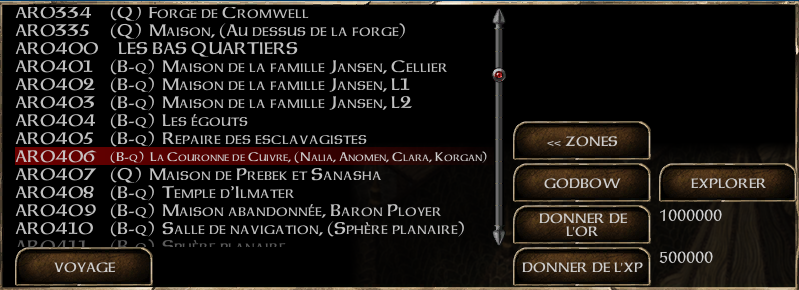 AR0334 (Q) Forge de Cromwell
AR0335 (Q) Maison, (Au dessus de la forge)
AR0400 LES BAS QUARTIERS
AR0401 (B-Q) Maison de la famille Jansen, Cellier
AR0402 (B-Q) Maison de la famille Jansen, L1
AR0403 (B-Q) Maison de la famille Jansen, L2
AR0404 (B-Q) Les égouts
AR0405 (B-Q) Repaire des esclavagistes
AR0406 (B-Q) La Couronne de Cuivre, (Nalia, Anomen, Clara, Korgan)
AR0407 (Q) Maison de Prebek et Sanasha
AR0408 (B-Q) Temple d'Ilmater
AR0409 (B-Q) Maison abandonnée, Baron Ployer
AR0410 (B-Q) Salle de navigation, (Sphère planaire)
AR0411 (B-Q) Sphère planaire
VOYAGE
<< ZONES
GODBOW
EXPLORER
DONNER DE
L'OR
1000000
DONNER DE L'XP
500000